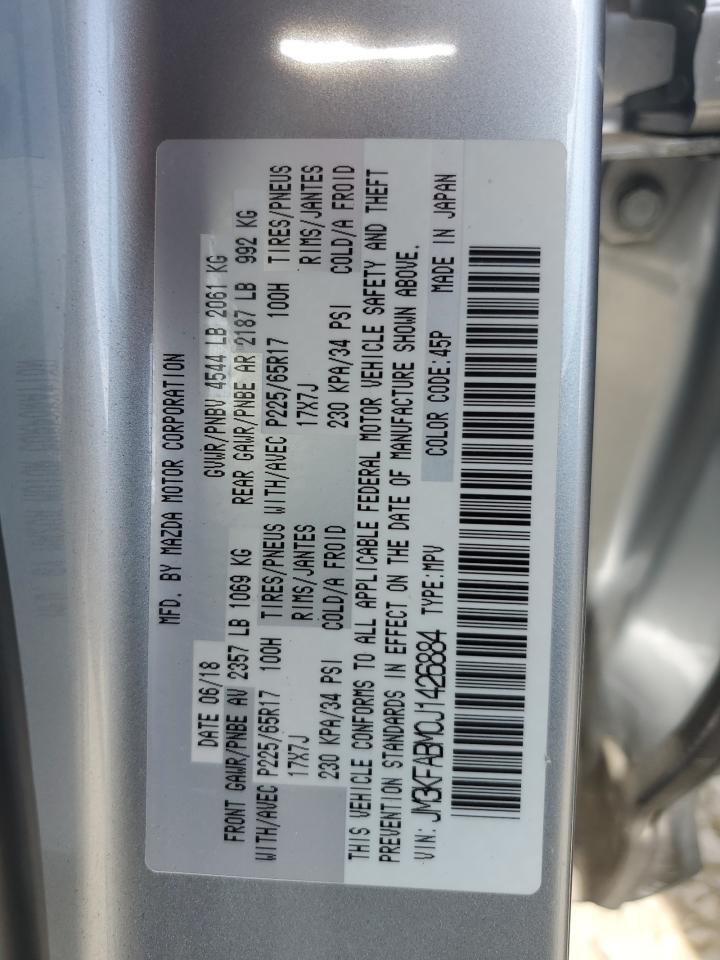 MFD. BY MAZDA MOTOR CORPORATION
DATE 06/18 GVWR/PNBV 4544 LB 2061 KG
FRONT GAWR/PNBE AV 2357 LB 1069 KG REAR GAWR/PNBE AR 2187 LB 992 KG
WITH/AVEC P225/65R17 100H TIRES/PNEUS WITH/AVEC P225/65R17 100H TIRES/PNEUS
17X7J RIMS/JANTES 17X7J RIMS/JANTES
230 KPA/34 PSI COLD/A FROID 230 KPA/34 PSI COLD/A FROID
THIS VEHICLE CONFORMS TO ALL APPLICABLE FEDERAL MOTOR VEHICLE SAFETY AND THEFT
PREVENTION STANDARDS IN EFFECT ON THE DATE OF MANUFACTURE SHOWN ABOVE.
VIN: JM3KFABM0J1426884 TYPE:MPV COLOR CODE:45P MADE IN JAPAN